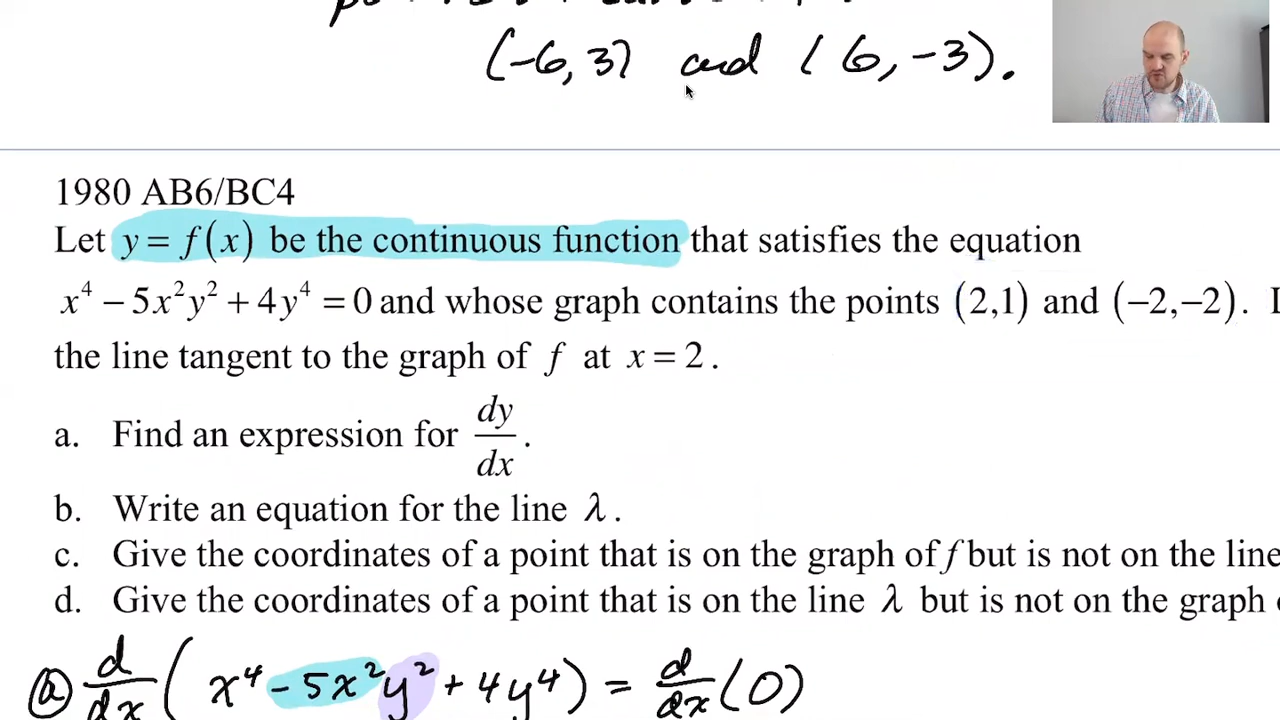 (-6,3) and (6,-3).
1980 AB6/BC4
Let y = f(x) be the continuous function that satisfies the equation
x⁴ − 5x²y² + 4y⁴ = 0 and whose graph contains the points (2,1) and (−2,−2).
the line tangent to the graph of f at x = 2.
a. Find an expression for dy/dx.
b. Write an equation for the line λ.
c. Give the coordinates of a point that is on the graph of f but is not on the line
d. Give the coordinates of a point that is on the line λ but is not on the graph
ⓐ d/dx (x⁴ - 5x²y² + 4y⁴) = d/dx (0)